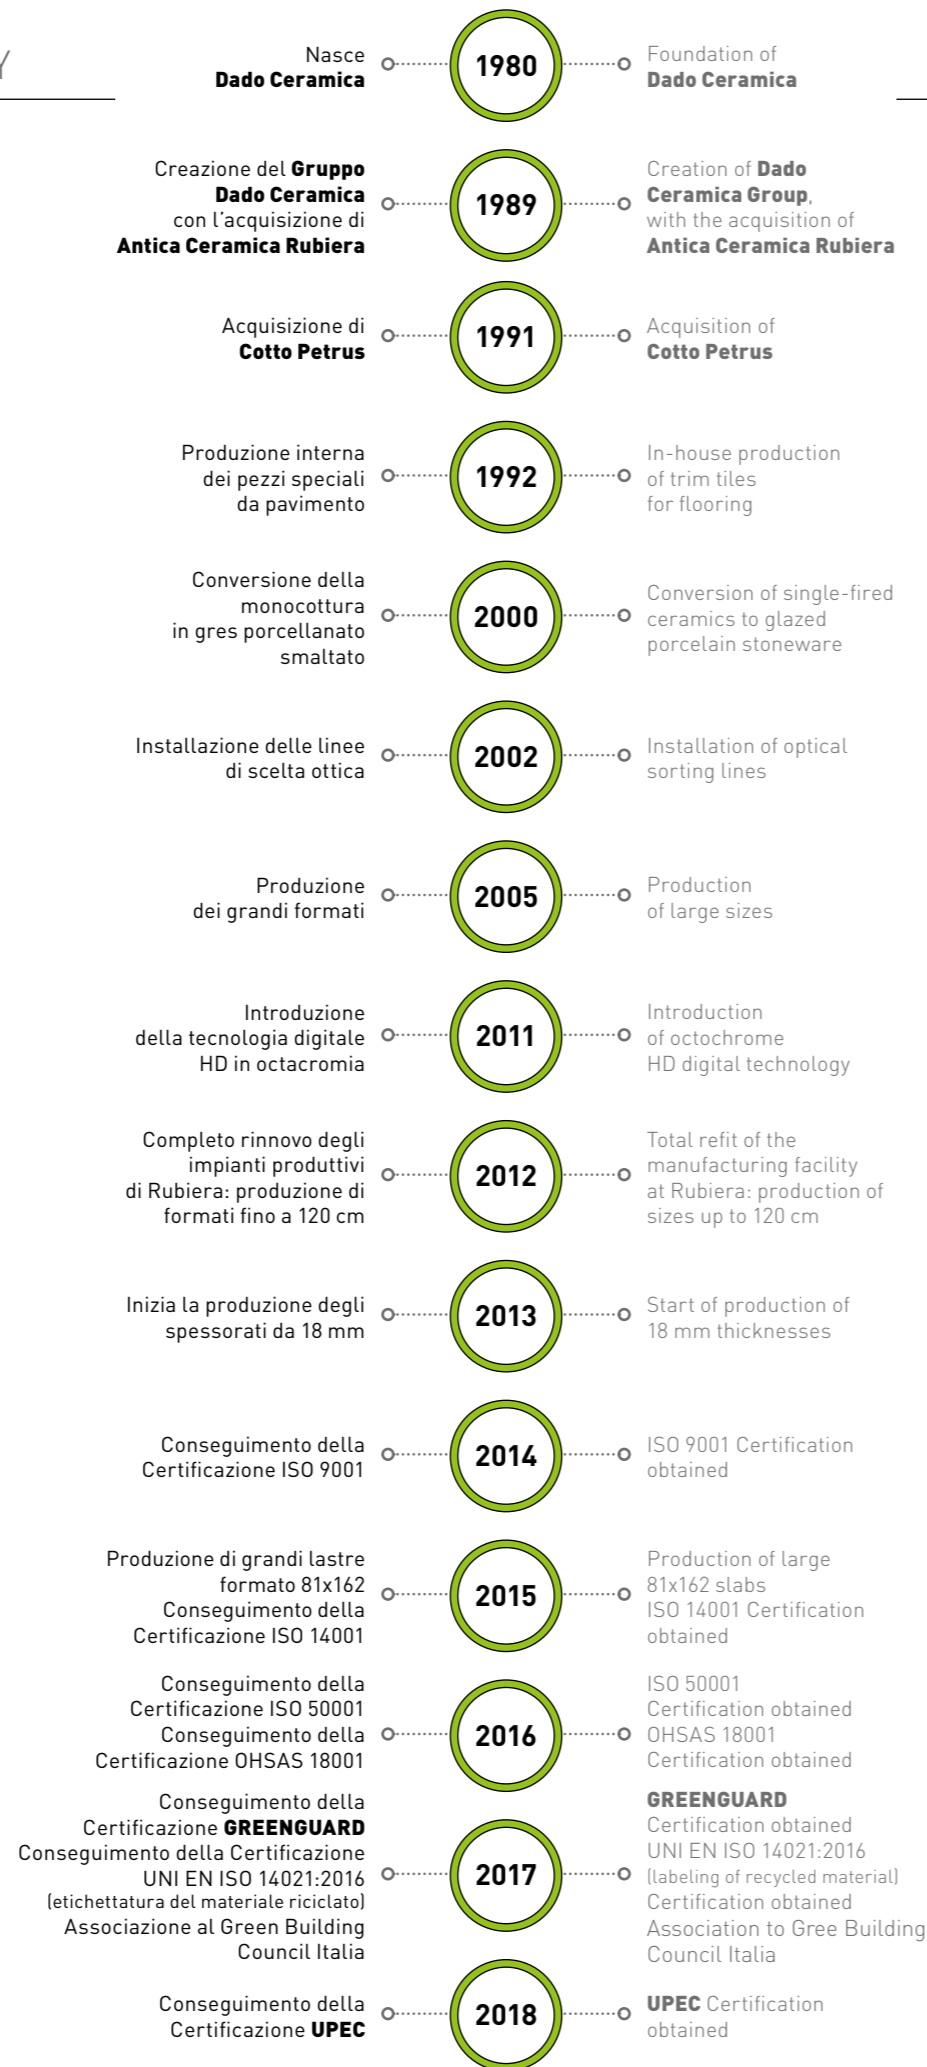 Y
Nasce
Dado Ceramica
1980
Foundation of
Dado Ceramica
Creazione del Gruppo
Dado Ceramica
con l'acquisizione di
Antica Ceramica Rubiera
1989
Creation of Dado
Ceramica Group,
with the acquisition of
Antica Ceramica Rubiera
Acquisizione di
Cotto Petrus
1991
Acquisition of
Cotto Petrus
Produzione interna
dei pezzi speciali
da pavimento
1992
In-house production
of trim tiles
for flooring
Conversione della
monocottura
in gres porcellanato
smaltato
2000
Conversion of single-fired
ceramics to glazed
porcelain stoneware
Installazione delle linee
di scelta ottica
2002
Installation of optical
sorting lines
Produzione
dei grandi formati
2005
Production
of large sizes
Introduzione
della tecnologia digitale
HD in octacromia
2011
Introduction
of octochrome
HD digital technology
Completo rinnovo degli
impianti produttivi
di Rubiera: produzione di
formati fino a 120 cm
2012
Total refit of the
manufacturing facility
at Rubiera: production of
sizes up to 120 cm
Inizia la produzione degli
spessorati da 18 mm
2013
Start of production of
18 mm thicknesses
Conseguimento della
Certificazione ISO 9001
2014
ISO 9001 Certification
obtained
Produzione di grandi lastre
formato 81x162
Conseguimento della
Certificazione ISO 14001
2015
Production of large
81x162 slabs
ISO 14001 Certification
obtained
Conseguimento della
Certificazione ISO 50001
Conseguimento della
Certificazione OHSAS 18001
2016
ISO 50001
Certification obtained
OHSAS 18001
Certification obtained
Conseguimento della
Certificazione GREENGUARD
Conseguimento della Certificazione
UNI EN ISO 14021:2016
(etichettatura del materiale riciclato)
Associazione al Green Building
Council Italia
2017
GREENGUARD
Certification obtained
UNI EN ISO 14021:2016
(labeling of recycled material)
Certification obtained
Association to Gree Building
Council Italia
Conseguimento della
Certificazione UPEC
2018
UPEC Certification
obtained